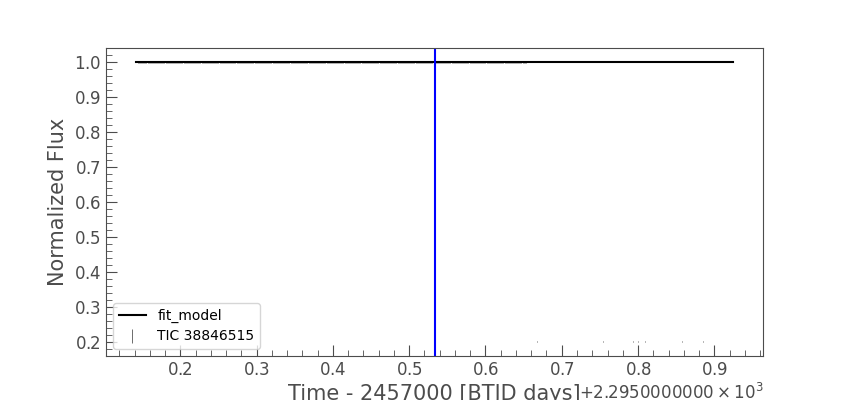 Normalized Flux
1.0
0.9
0.8
0.7
0.6
0.5
0.4
0.3
0.2
fit_model
TIC 38846515
0.2 0.3 0.4 0.5 0.6 0.7 0.8 0.9
Time - 2457000 [BTJD days]
+2.2950000000 × 10³